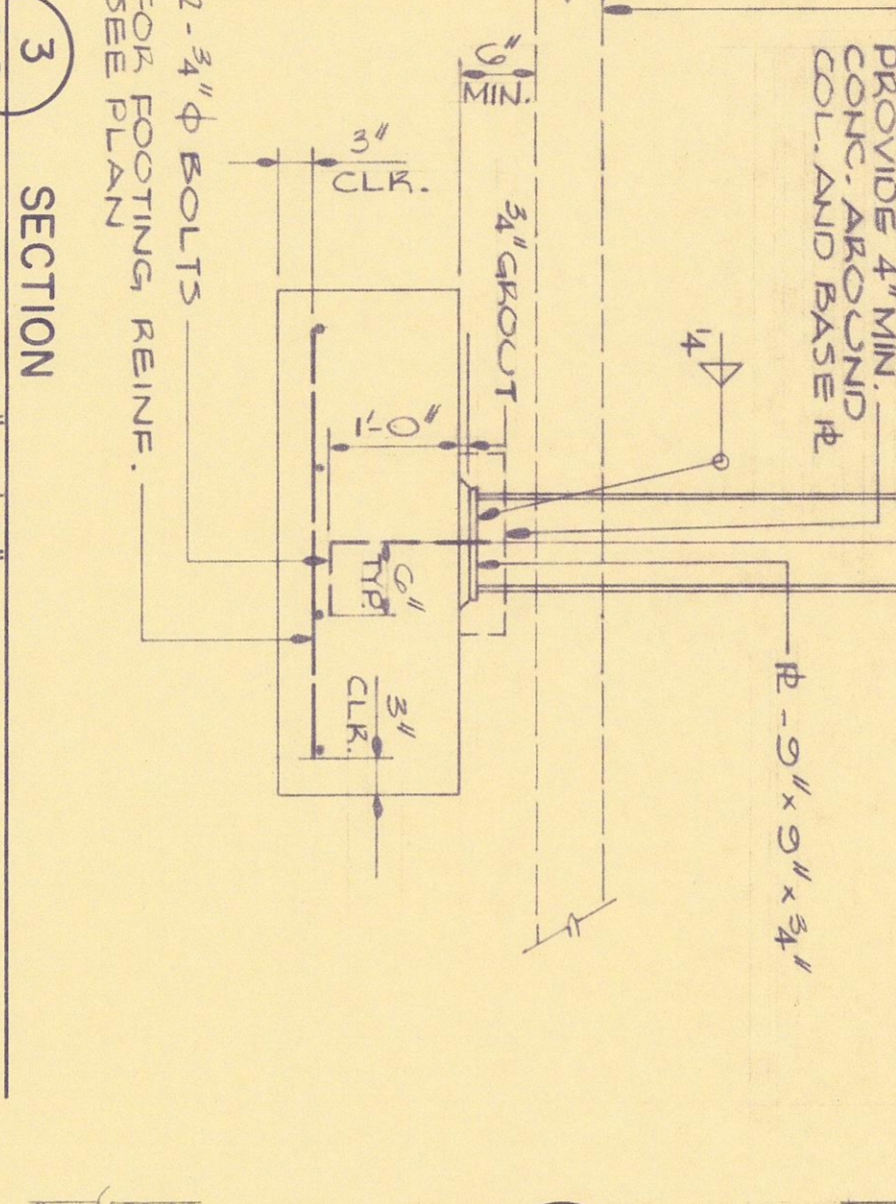 PROVIDE 4" MIN.
CONC. AROUND
COL. AND BASE ℄
1/4
℄ - 9" x 9" x 3/4"
6"
MIN.
3/4" GROUT
3"
CLR.
1'-0"
6"
TYP.
3"
CLR.
2 - 3/4" ϕ BOLTS
FOR FOOTING REINF.
SEE PLAN
3 SECTION